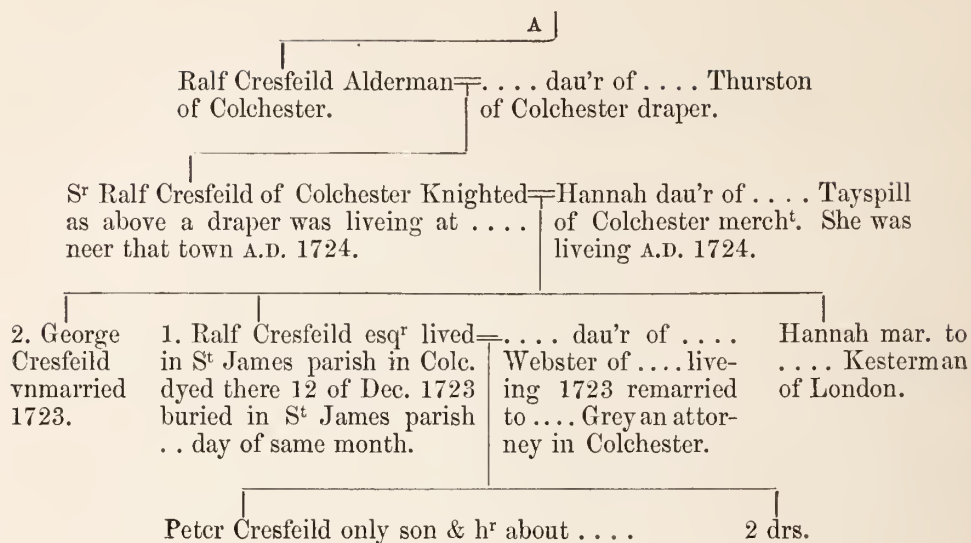 A
Ralf Cresfeild Alderman
of Colchester.
. . . . dau'r of . . . . Thurston
of Colchester draper.
Sʳ Ralf Cresfeild of Colchester Knighted
as above a draper was liveing at . . . .
neer that town A.D. 1724.
Hannah dau'r of . . . . Tayspill
of Colchester merchᵗ. She was
liveing A.D. 1724.
2. George
Cresfeild
vnmarried
1723.
1. Ralf Cresfeild esqʳ lived
in Sᵗ James parish in Colc.
dyed there 12 of Dec. 1723
buried in Sᵗ James parish
. . day of same month.
. . . . dau'r of . . . .
Webster of . . . . live-
ing 1723 remarried
to . . . . Grey an attor-
ney in Colchester.
Hannah mar. to
. . . . Kesterman
of London.
Peter Cresfeild only son & hʳ about . . . .
2 drs.